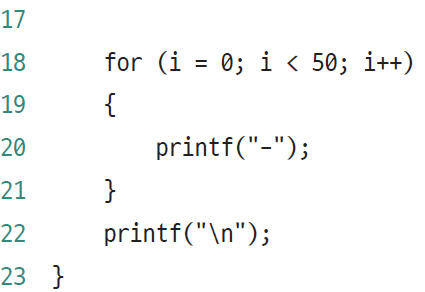 17
18 for (i = 0; i < 50; i++)
19 {
20 printf("-");
21 }
22 printf("\n");
23 }